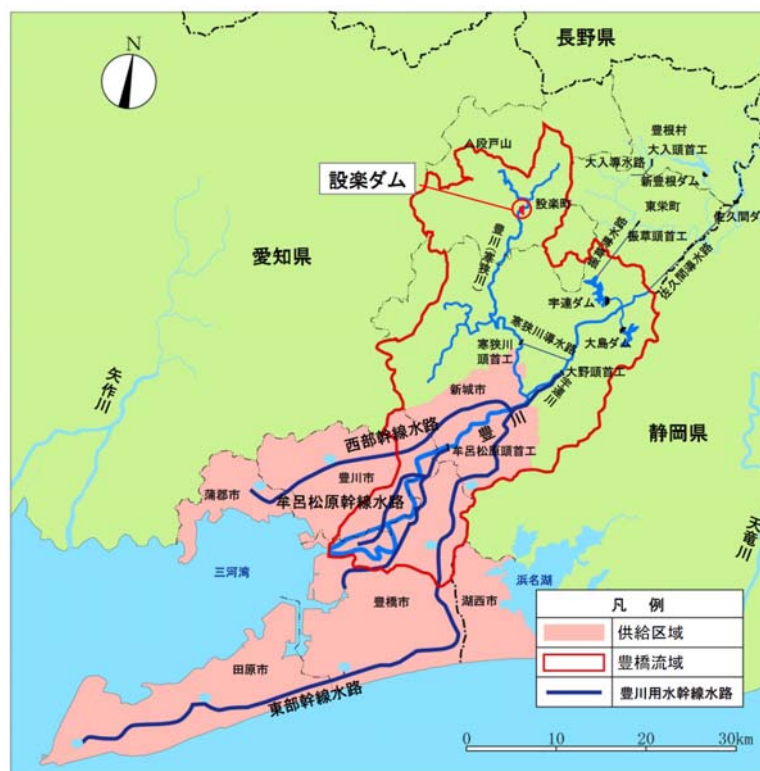 長野県
N
豊根村
段戸山
大入頭首工
大入導水路
新豊根ダム
設楽ダム
設楽町
東栄町
佐久間ダ
振草頭首工
振草導水路
佐久間導水路
愛知県
豊川(寒狭川)
宇連ダム
大島ダム
寒狭川導水路
寒狭川
頭首工
大野頭首工
宇連川
矢作川
新城市
静岡県
西部幹線水路
豊川
牟呂松原頭首工
豊川市
蒲郡市
牟呂松原幹線水路
天竜川
三河湾
浜名湖
豊橋市
湖西市
凡 例
供給区域
豊橋流域
豊川用水幹線水路
田原市
東部幹線水路
0 10 20 30km